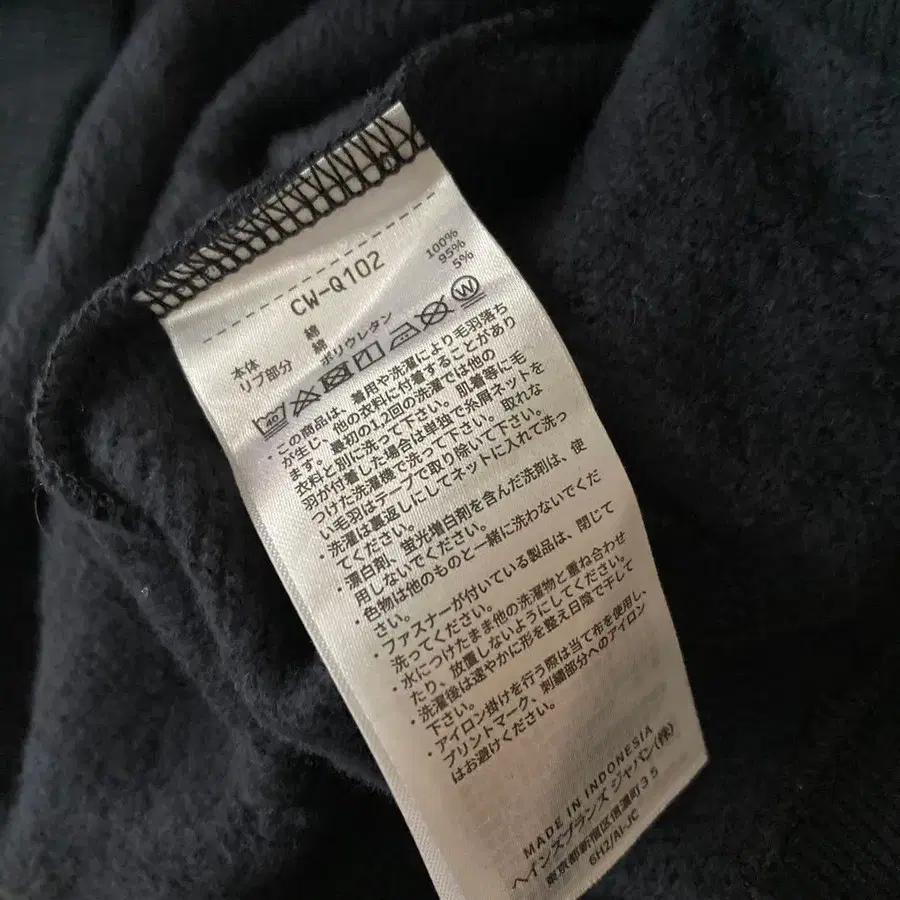 CW-Q102
本体 綿 100%
リブ部分 綿 95%
ポリウレタン 5%
40 W
・この商品は、着用や洗濯により毛羽落ち
が生じ、他の衣料に付着することがあり
ます。最初の1,2回の洗濯では他の
衣料と別に洗って下さい。肌着等に毛
羽が付着した場合は単独で糸屑ネットを
つけた洗濯機で洗って下さい。取れな
い毛羽はテープで取り除いて下さい。
・洗濯は裏返しにしてネットに入れて洗っ
てください。
・漂白剤、蛍光増白剤を含んだ洗剤は、使
用しないでください。
・色物は他のものと一緒に洗わないでくだ
さい。
・ファスナーが付いている製品は、閉じて
洗ってください。
・水につけたまま他の洗濯物と重ね合わせ
たり、放置しないようにしてください。
・洗濯後は速やかに形を整え日陰で干して
下さい。
・アイロン掛けを行う際は当て布を使用し、
プリントマーク、刺繍部分へのアイロン
はお避けください。
MADE IN INDONESIA
ヘインズブランズ ジャパン(株)
東京都新宿区信濃町35
6H2/AI-JC